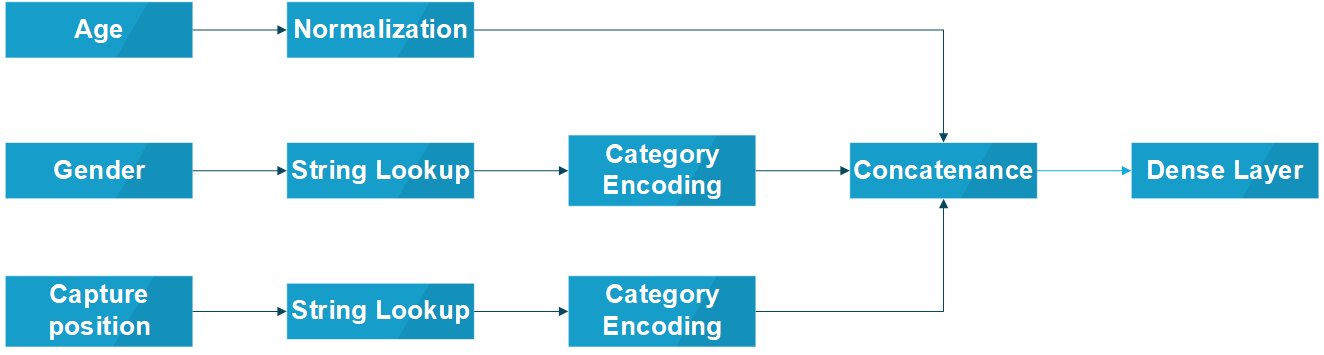 Age
Normalization
Gender
String Lookup
Category
Encoding
Concatenance
Dense Layer
Capture
position
String Lookup
Category
Encoding